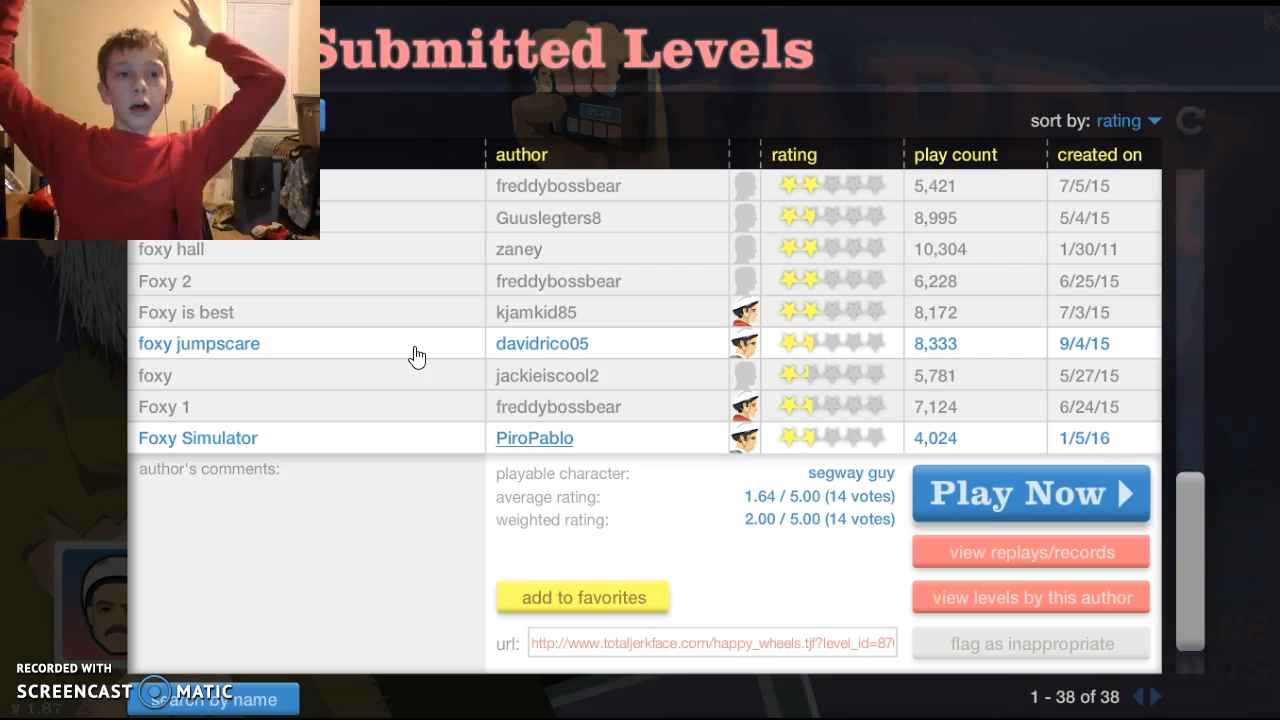 Submitted Levels
sort by: rating
author rating play count created on
freddybossbear 5,421 7/5/15
Guuslegters8 8,995 5/4/15
foxy hall zaney 10,304 1/30/11
Foxy 2 freddybossbear 6,228 6/25/15
Foxy is best kjamkid85 8,172 7/3/15
foxy jumpscare davidrico05 8,333 9/4/15
foxy jackieiscool2 5,781 5/27/15
Foxy 1 freddybossbear 7,124 6/24/15
Foxy Simulator PiroPablo 4,024 1/5/16
author's comments:
playable character: segway guy
average rating: 1.64 / 5.00 (14 votes)
weighted rating: 2.00 / 5.00 (14 votes)
Play Now
view replays/records
add to favorites
view levels by this author
url: http://www.totaljerkface.com/happy_wheels.tjf?level_id=87
flag as inappropriate
RECORDED WITH
SCREENCAST MATIC
search by name
1 - 38 of 38
v 1.87